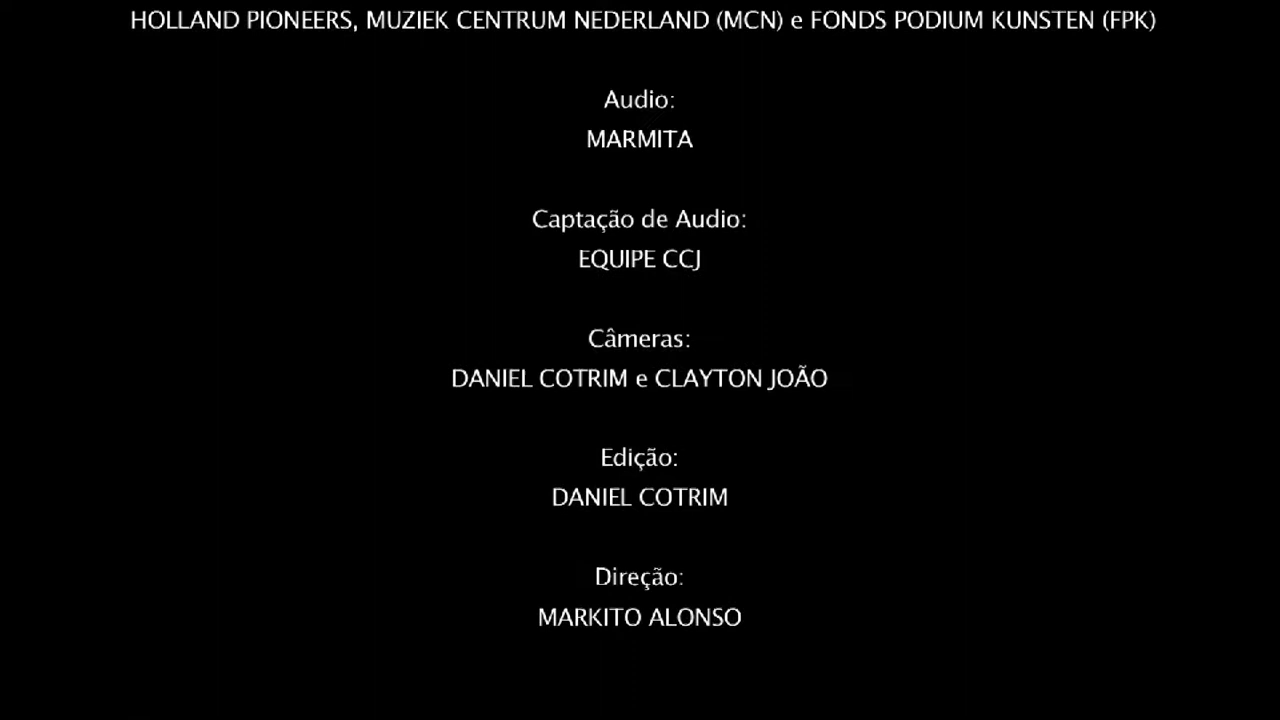 HOLLAND PIONEERS, MUZIEK CENTRUM NEDERLAND (MCN) e FONDS PODIUM KUNSTEN (FPK)
Audio:
MARMITA
Captação de Audio:
EQUIPE CCJ
Câmeras:
DANIEL COTRIM e CLAYTON JOÃO
Edição:
DANIEL COTRIM
Direção:
MARKITO ALONSO